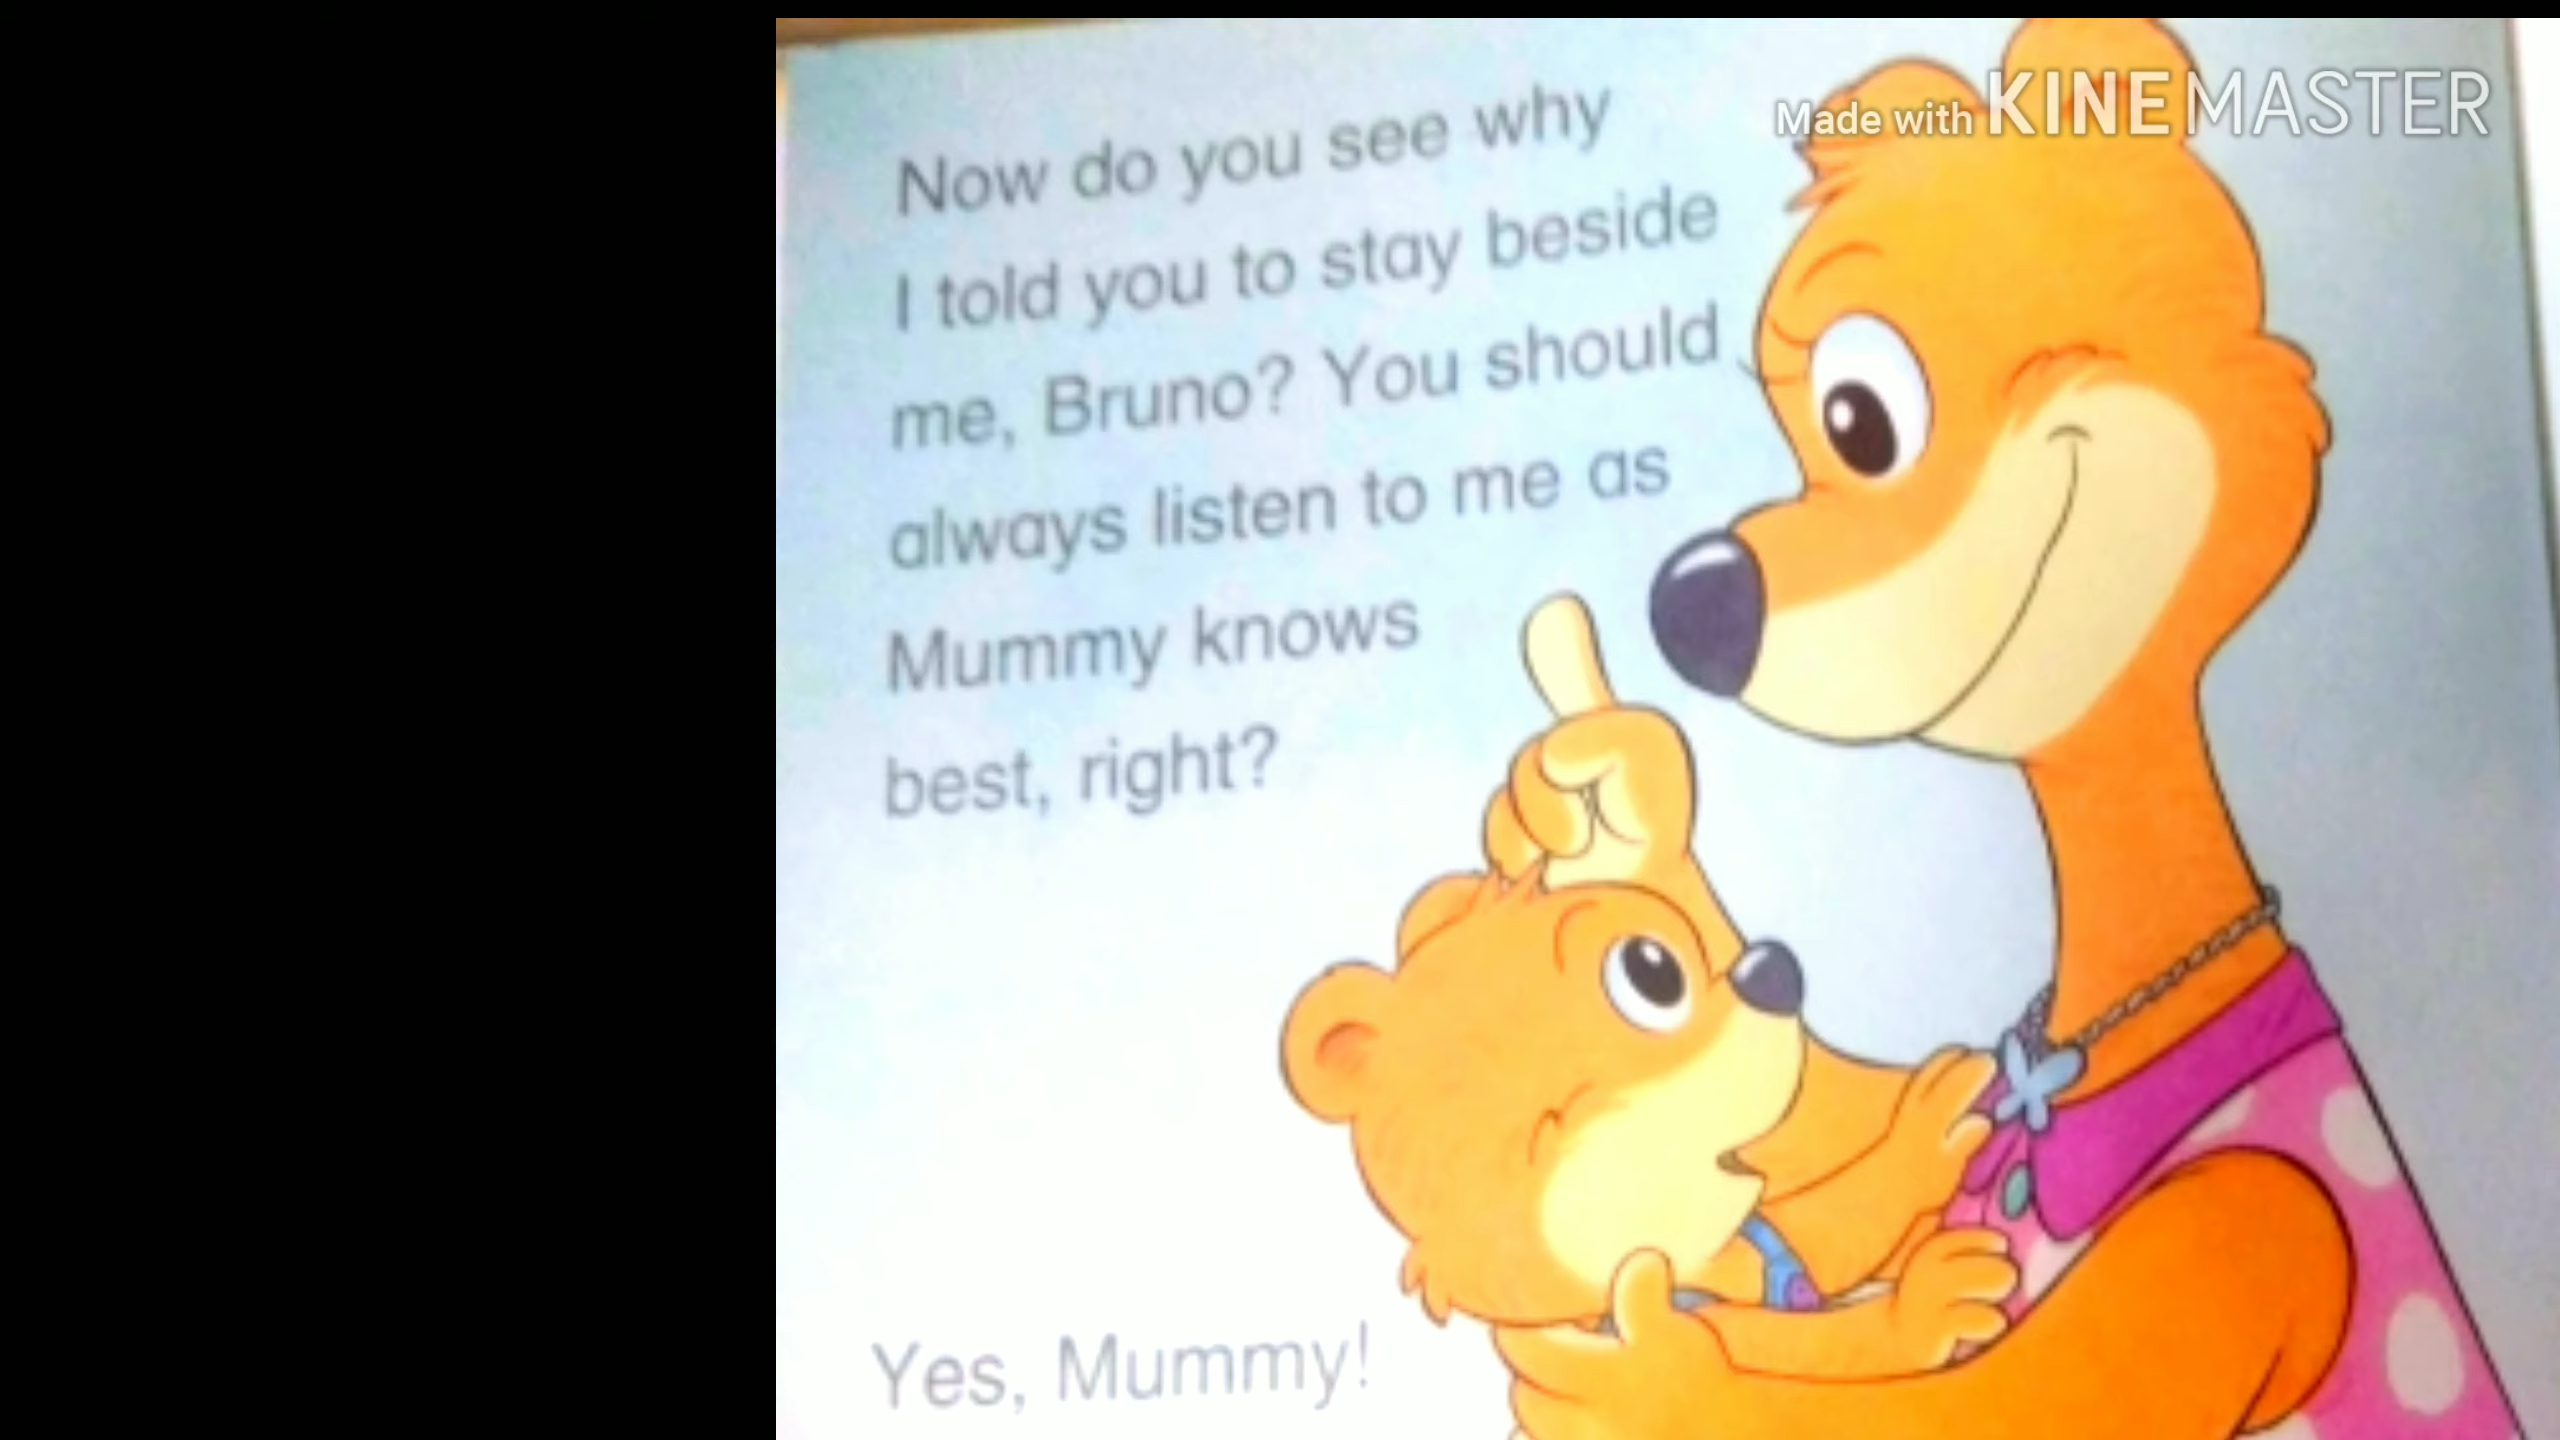 Made with KINEMASTER
Now do you see why
I told you to stay beside
me, Bruno? You should
always listen to me as
Mummy knows
best, right?
Yes, Mummy!